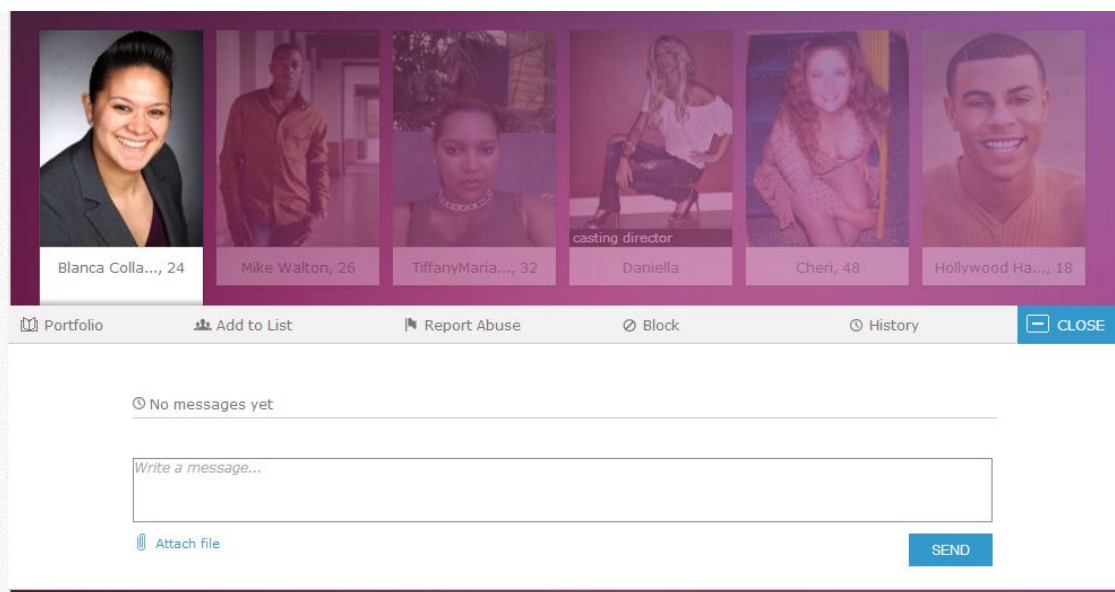 casting director
Blanca Colla..., 24
Mike Walton, 26
TiffanyMaria..., 32
Daniella
Cheri, 48
Hollywood Ha..., 18
Portfolio
Add to List
Report Abuse
Block
History
CLOSE
No messages yet
Write a message...
Attach file
SEND